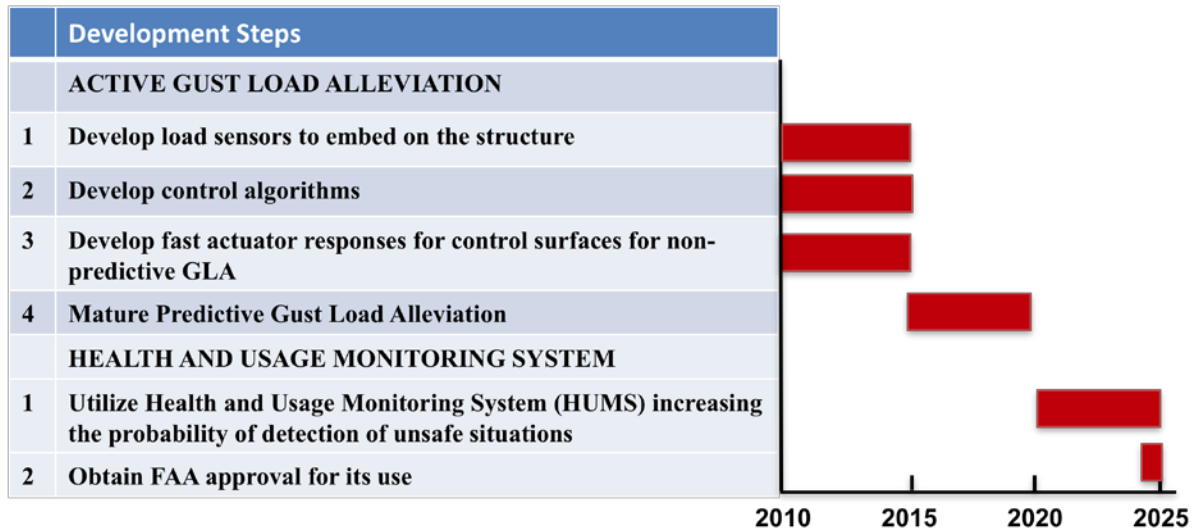 Development Steps
ACTIVE GUST LOAD ALLEVIATION
1 Develop load sensors to embed on the structure
2 Develop control algorithms
3 Develop fast actuator responses for control surfaces for non-
predictive GLA
4 Mature Predictive Gust Load Alleviation
HEALTH AND USAGE MONITORING SYSTEM
1 Utilize Health and Usage Monitoring System (HUMS) increasing
the probability of detection of unsafe situations
2 Obtain FAA approval for its use
2010 2015 2020 2025